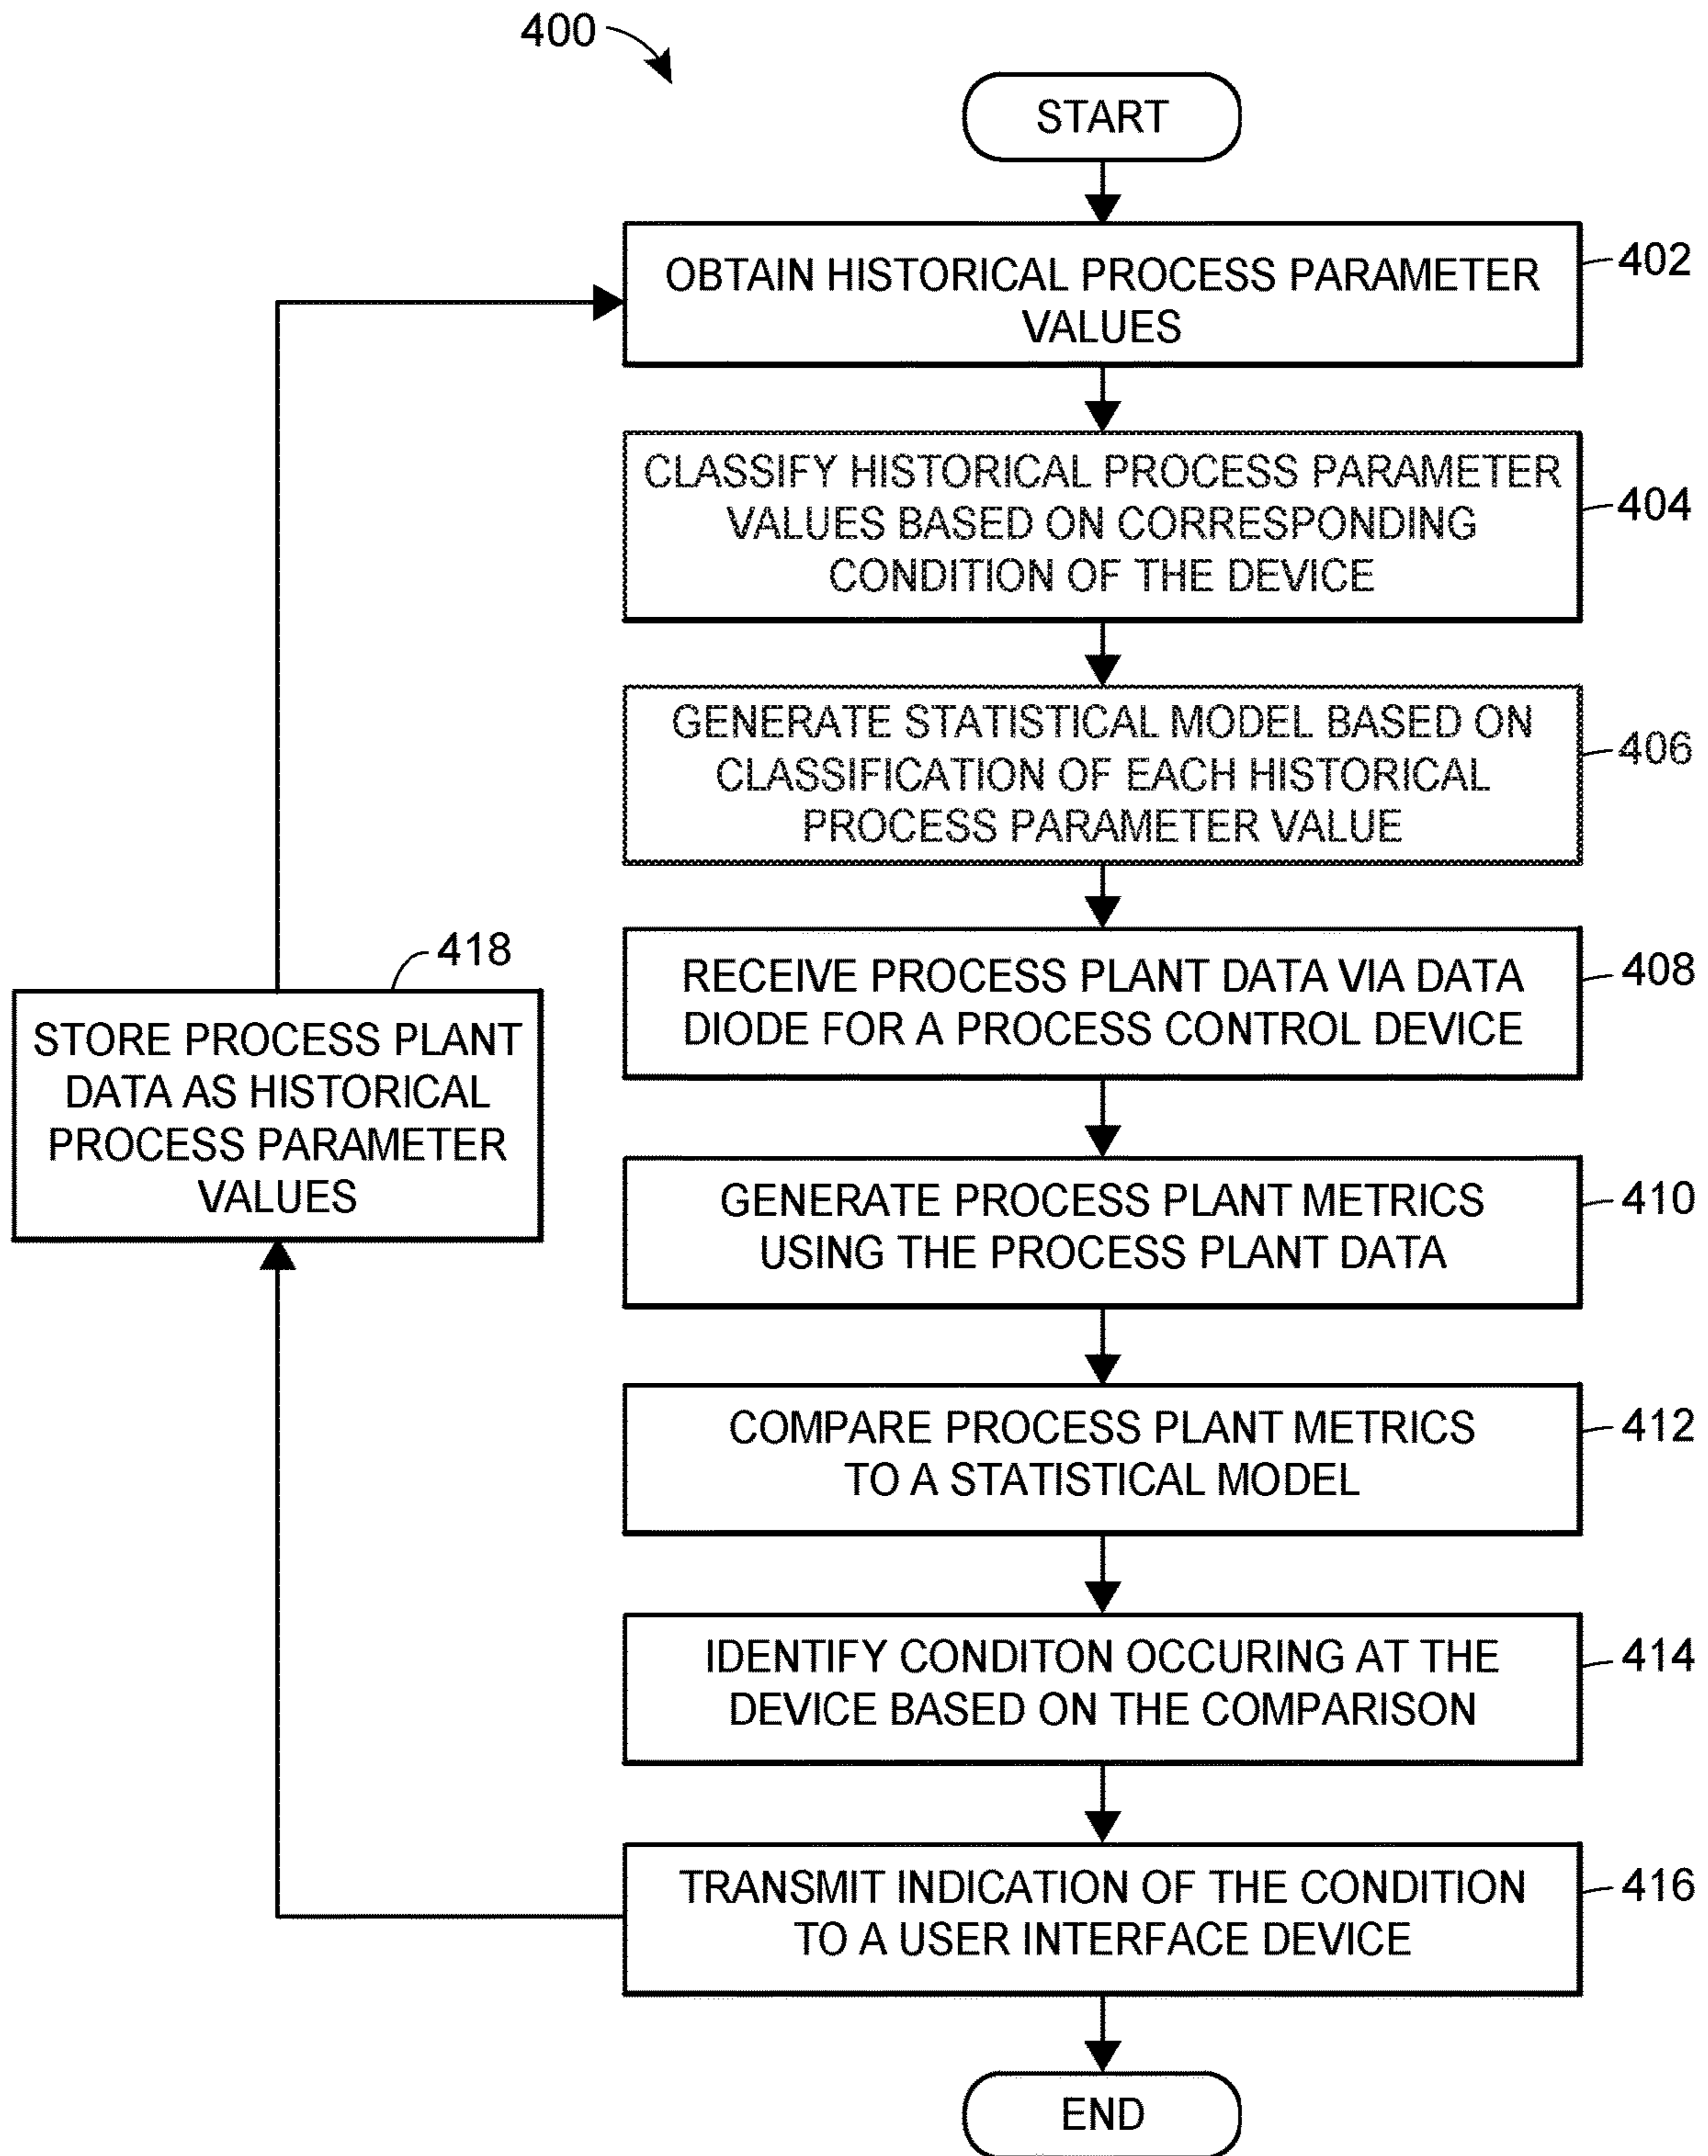 400
START
OBTAIN HISTORICAL PROCESS PARAMETER
VALUES
402
CLASSIFY HISTORICAL PROCESS PARAMETER
VALUES BASED ON CORRESPONDING
CONDITION OF THE DEVICE
404
GENERATE STATISTICAL MODEL BASED ON
CLASSIFICATION OF EACH HISTORICAL
PROCESS PARAMETER VALUE
406
RECEIVE PROCESS PLANT DATA VIA DATA
DIODE FOR A PROCESS CONTROL DEVICE
408
418
STORE PROCESS PLANT
DATA AS HISTORICAL
PROCESS PARAMETER
VALUES
GENERATE PROCESS PLANT METRICS
USING THE PROCESS PLANT DATA
410
COMPARE PROCESS PLANT METRICS
TO A STATISTICAL MODEL
412
IDENTIFY CONDITON OCCURING AT THE
DEVICE BASED ON THE COMPARISON
414
TRANSMIT INDICATION OF THE CONDITION
TO A USER INTERFACE DEVICE
416
END